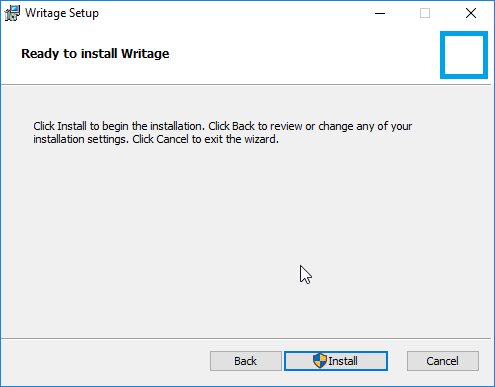 Writage Setup
Ready to install Writage
Click Install to begin the installation. Click Back to review or change any of your
installation settings. Click Cancel to exit the wizard.
Back
Install
Cancel